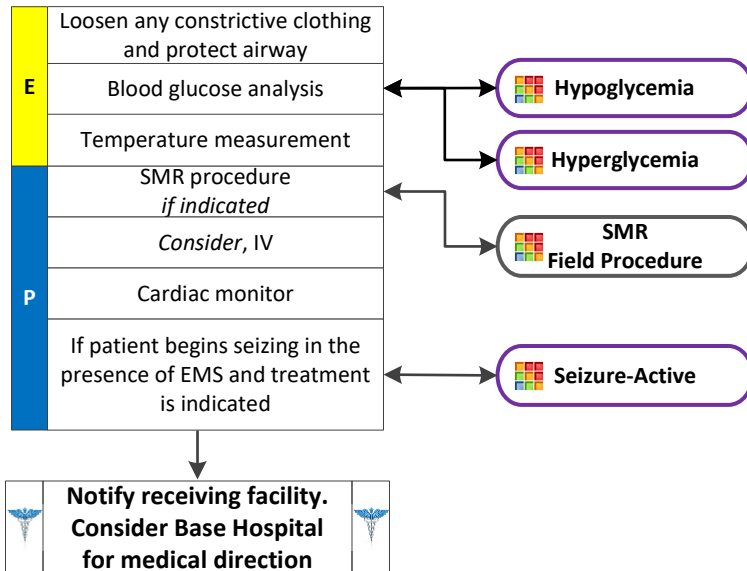 Loosen any constrictive clothing
and protect airway
E
Blood glucose analysis
Hypoglycemia
Temperature measurement
Hyperglycemia
P
SMR procedure
if indicated
SMR
Field Procedure
Consider, IV
Cardiac monitor
If patient begins seizing in the
presence of EMS and treatment
is indicated
Seizure-Active
Notify receiving facility.
Consider Base Hospital
for medical direction